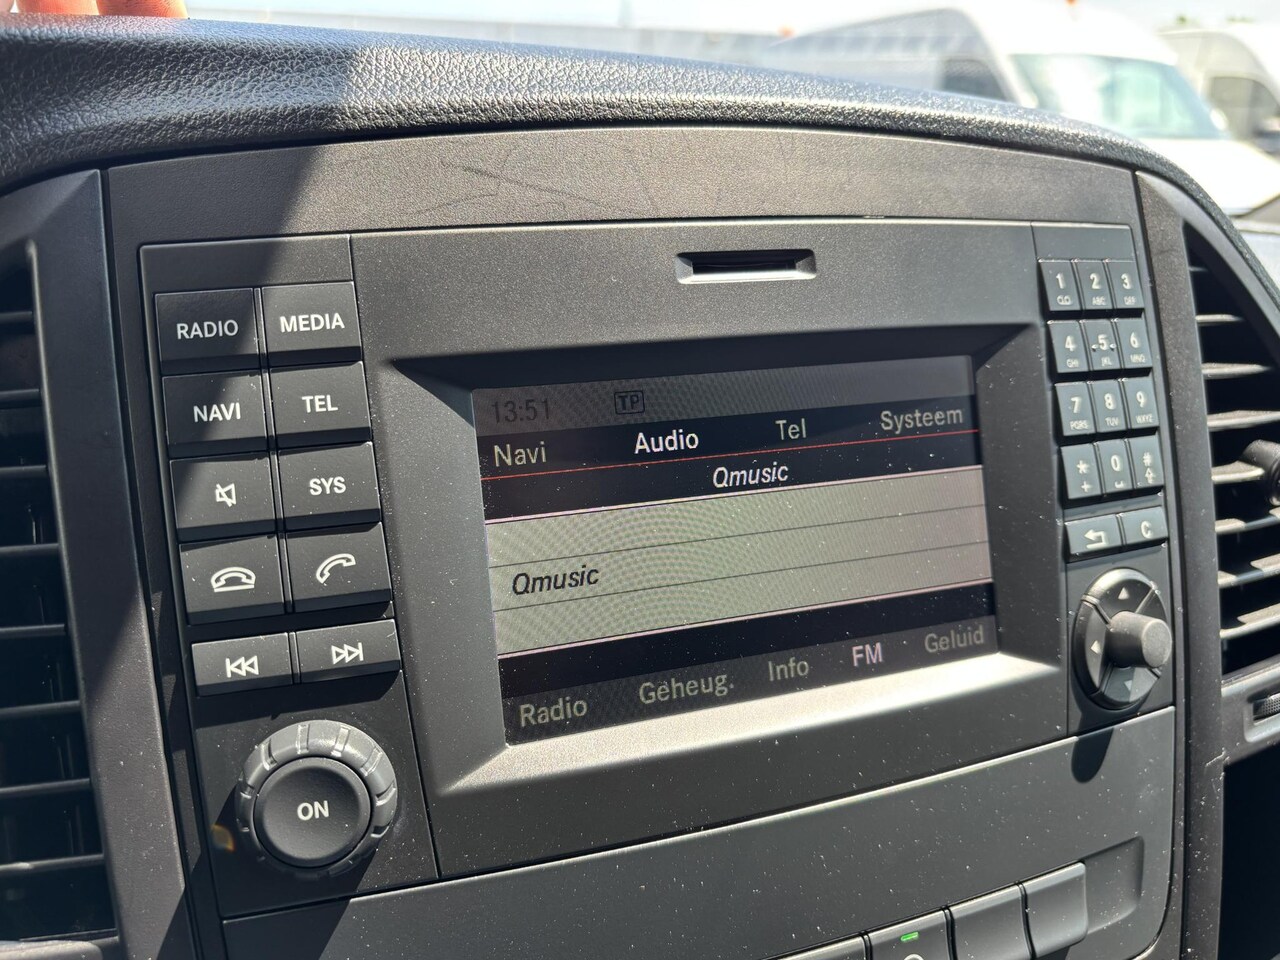 RADIO MEDIA
NAVI TEL
SYS
ON
13:51 TP
Navi Audio Tel Systeem
Qmusic
Qmusic
Radio Geheug. Info FM Geluid
1 2 ABC 3 DEF
4 GHI 5 JKL 6 MNO
7 PQRS 8 TUV 9 WXYZ
* + 0 #
C